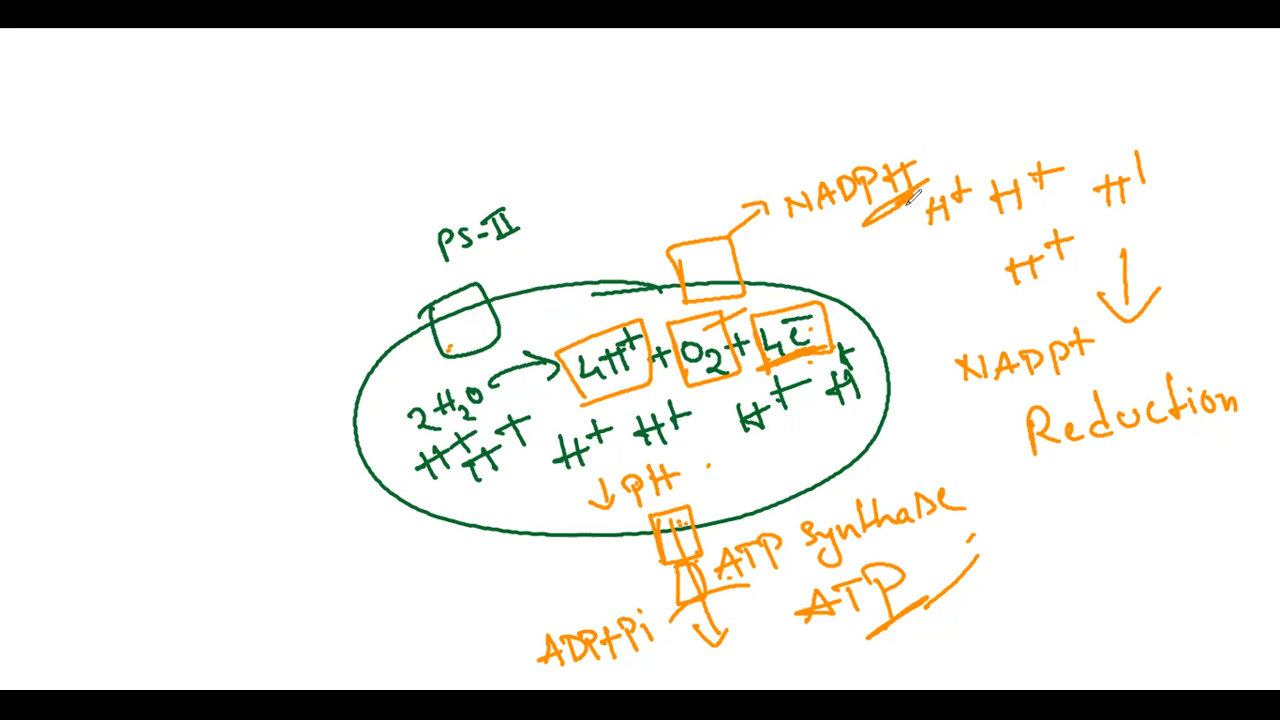 PS-II
NADPH
H+ H+ H+
H+
NADP+
Reduction
2H2O → 4H+ + O2 + 4e-
H+ H+ H+ H+ H+ H+
↓ PH
ATP Synthase
ADP+Pi
ATP